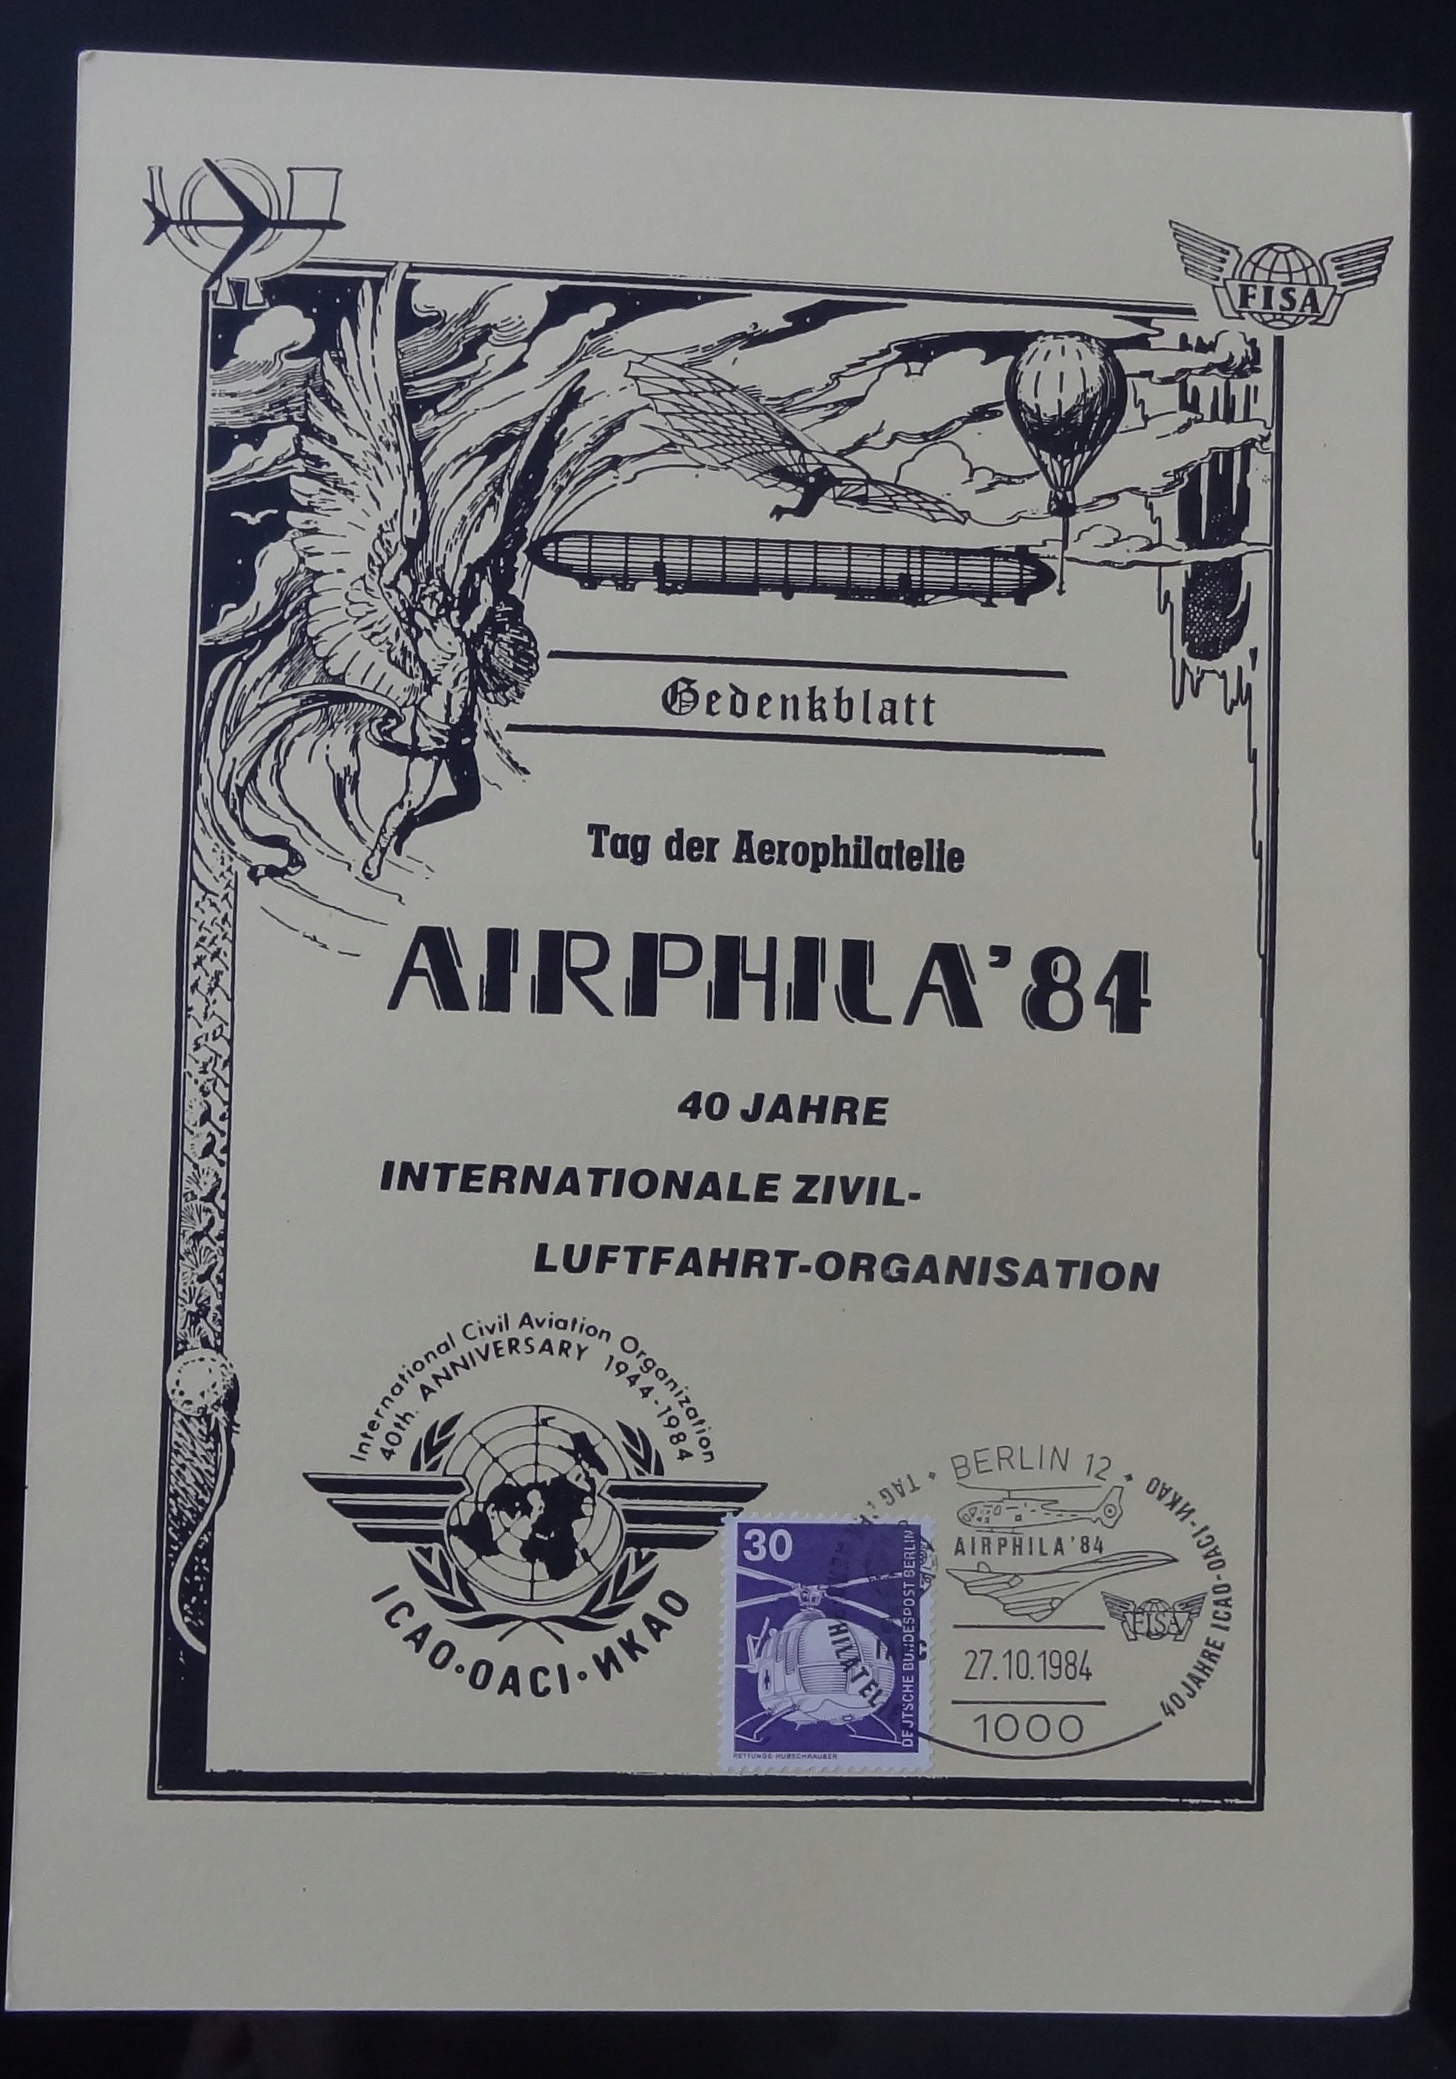 FISA
Gedenkblatt
Tag der Aerophilatelie
AIRPHILA'84
40 JAHRE
INTERNATIONALE ZIVIL-
LUFTFAHRT-ORGANISATION
International Civil Aviation Organization
40th. ANNIVERSARY 1944-1984
ICAO·OACI·ИКАО
30
DEUTSCHE BUNDESPOST BERLIN
RETTUNGS-HUBSCHRAUBER
BERLIN 12
TAG
PHILATEL
AIRPHILA'84
FISA
27.10.1984
1000
40 JAHRE ICAO-OACI-ИКАО